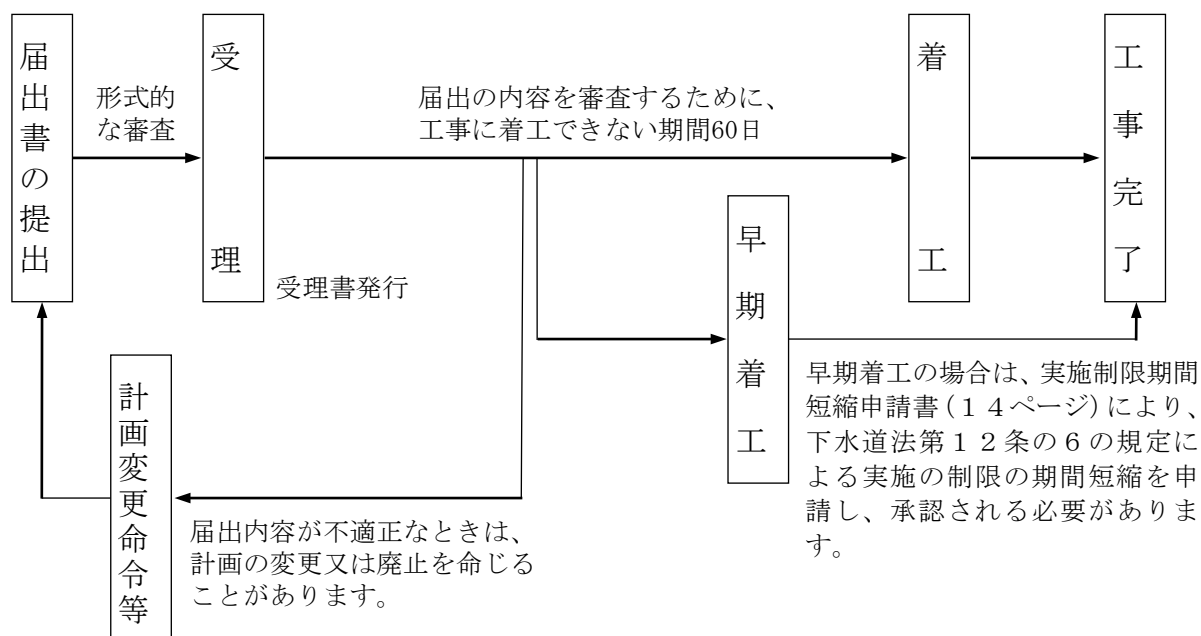 届出書の提出
形式的
な審査
受理
受理書発行
届出の内容を審査するために、
工事に着工できない期間60日
着工
工事完了
早期着工
早期着工の場合は、実施制限期間
短縮申請書(14ページ)により、
下水道法第12条の6の規定に
よる実施の制限の期間短縮を申
請し、承認される必要がありま
す。
計画変更命令等
届出内容が不適正なときは、
計画の変更又は廃止を命じる
ことがあります。